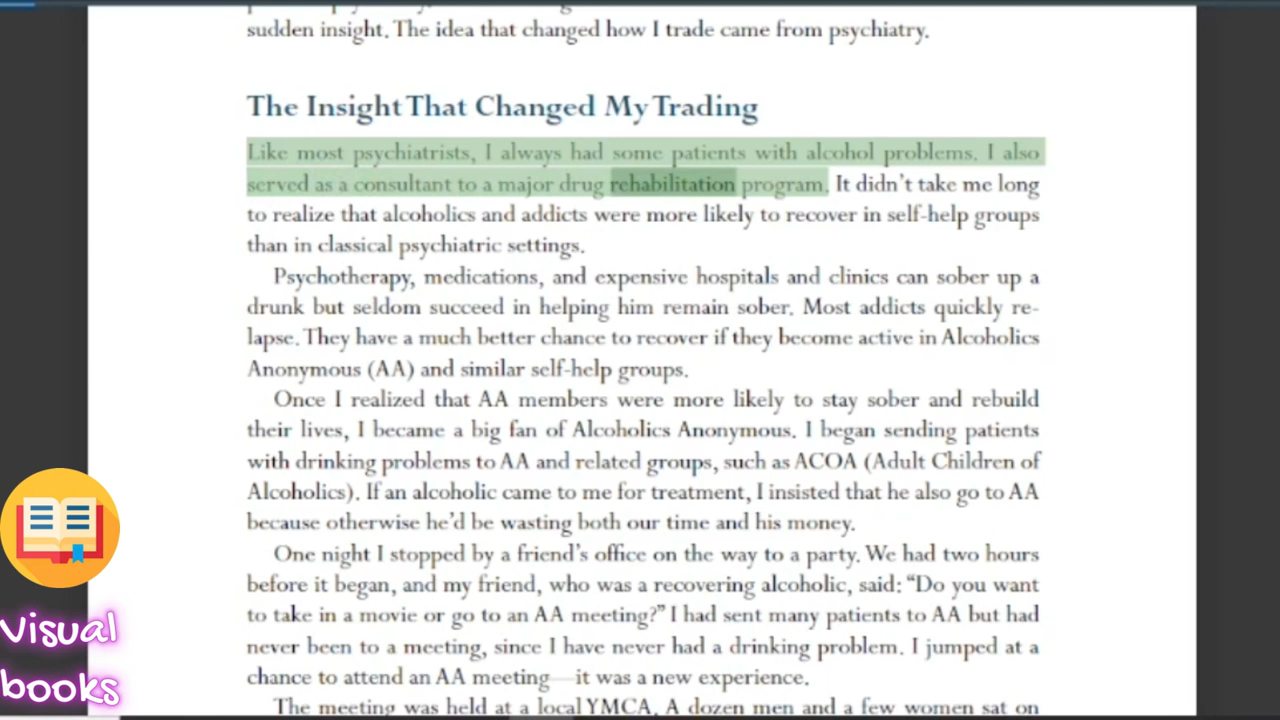 sudden insight. The idea that changed how I trade came from psychiatry.
The Insight That Changed My Trading
Like most psychiatrists, I always had some patients with alcohol problems. I also
served as a consultant to a major drug rehabilitation program. It didn't take me long
to realize that alcoholics and addicts were more likely to recover in self-help groups
than in classical psychiatric settings.
Psychotherapy, medications, and expensive hospitals and clinics can sober up a
drunk but seldom succeed in helping him remain sober. Most addicts quickly re-
lapse. They have a much better chance to recover if they become active in Alcoholics
Anonymous (AA) and similar self-help groups.
Once I realized that AA members were more likely to stay sober and rebuild
their lives, I became a big fan of Alcoholics Anonymous. I began sending patients
with drinking problems to AA and related groups, such as ACOA (Adult Children of
Alcoholics). If an alcoholic came to me for treatment, I insisted that he also go to AA
because otherwise he'd be wasting both our time and his money.
One night I stopped by a friend's office on the way to a party. We had two hours
before it began, and my friend, who was a recovering alcoholic, said: "Do you want
to take in a movie or go to an AA meeting?" I had sent many patients to AA but had
never been to a meeting, since I have never had a drinking problem. I jumped at a
chance to attend an AA meeting—it was a new experience.
The meeting was held at a local YMCA. A dozen men and a few women sat on
Visual
books